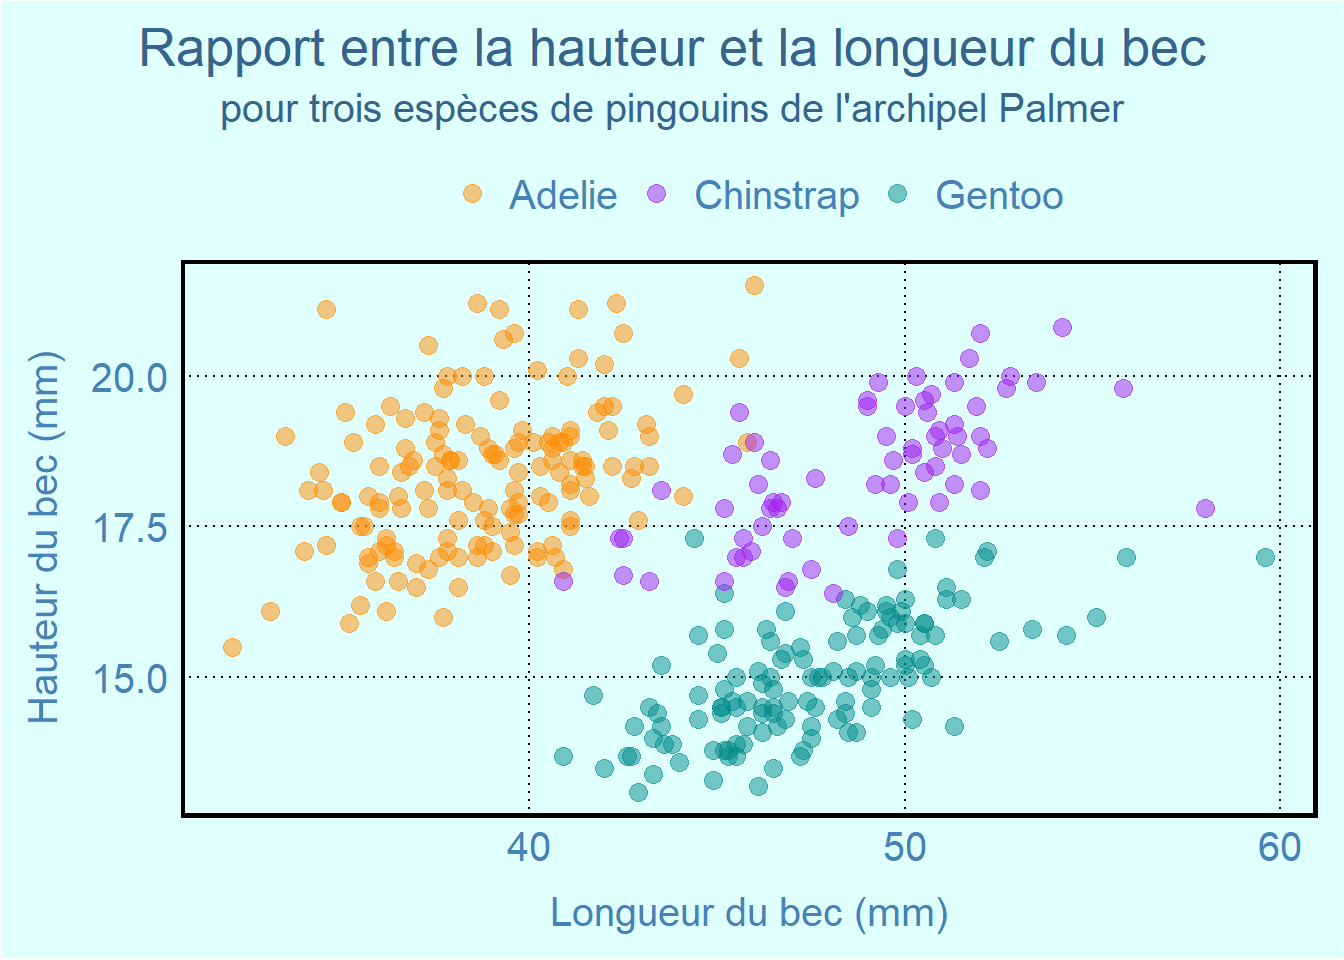 Rapport entre la hauteur et la longueur du bec
pour trois espèces de pingouins de l'archipel Palmer
Adelie Chinstrap Gentoo
Hauteur du bec (mm)
20.0
17.5
15.0
40 50 60
Longueur du bec (mm)